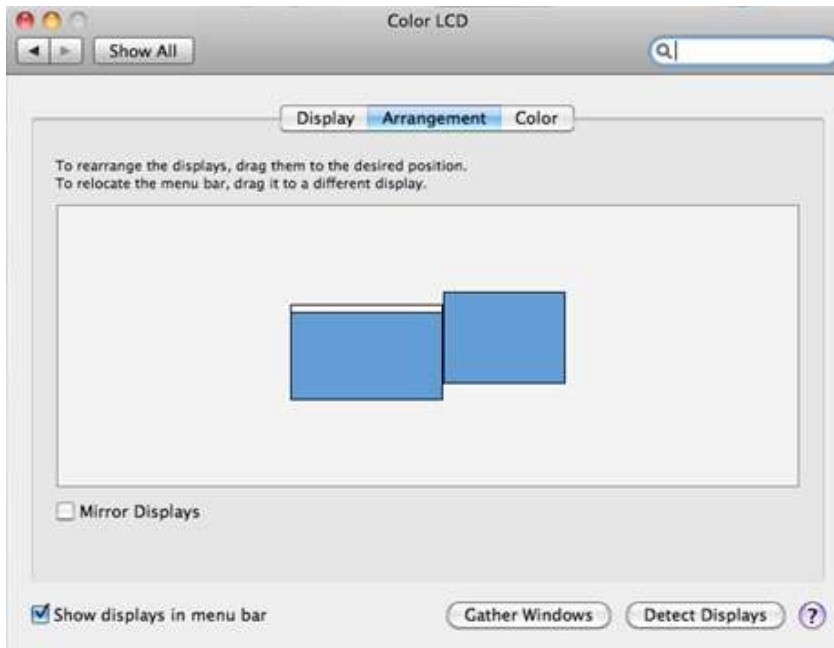 Color LCD
Show All
Display Arrangement Color
To rearrange the displays, drag them to the desired position.
To relocate the menu bar, drag it to a different display.
Mirror Displays
Show displays in menu bar
Gather Windows Detect Displays ?